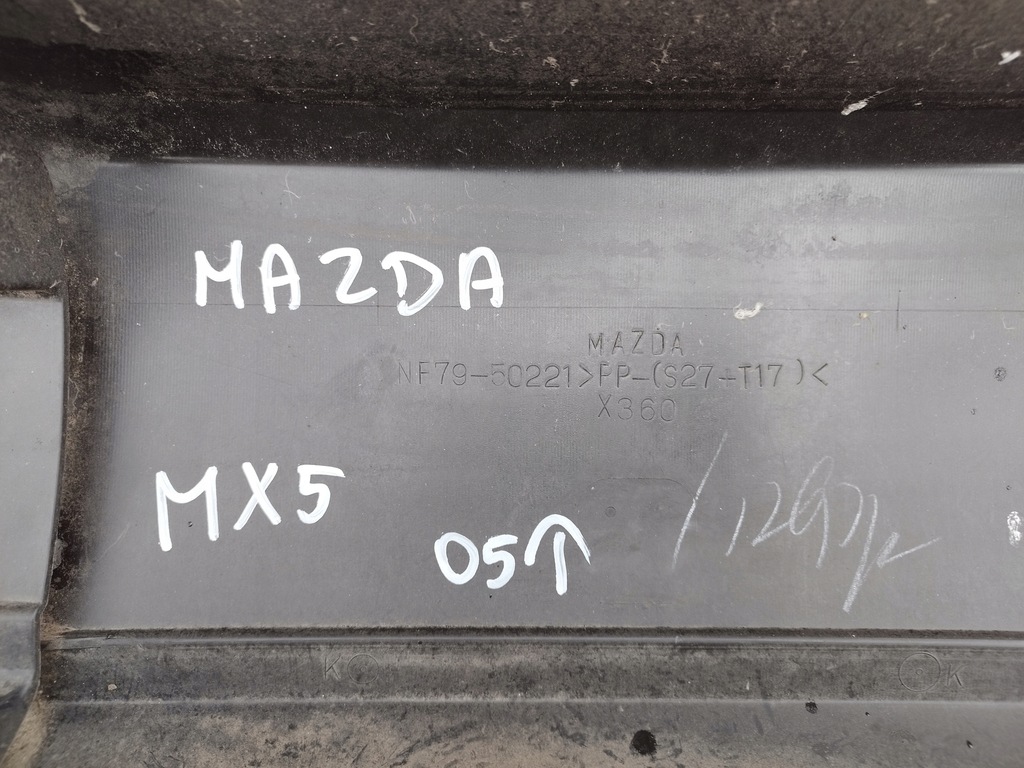 MAZDA
MAZDA
NF79-50221>PP-(S27-T17)<
X360
MX5
05↑
K
K